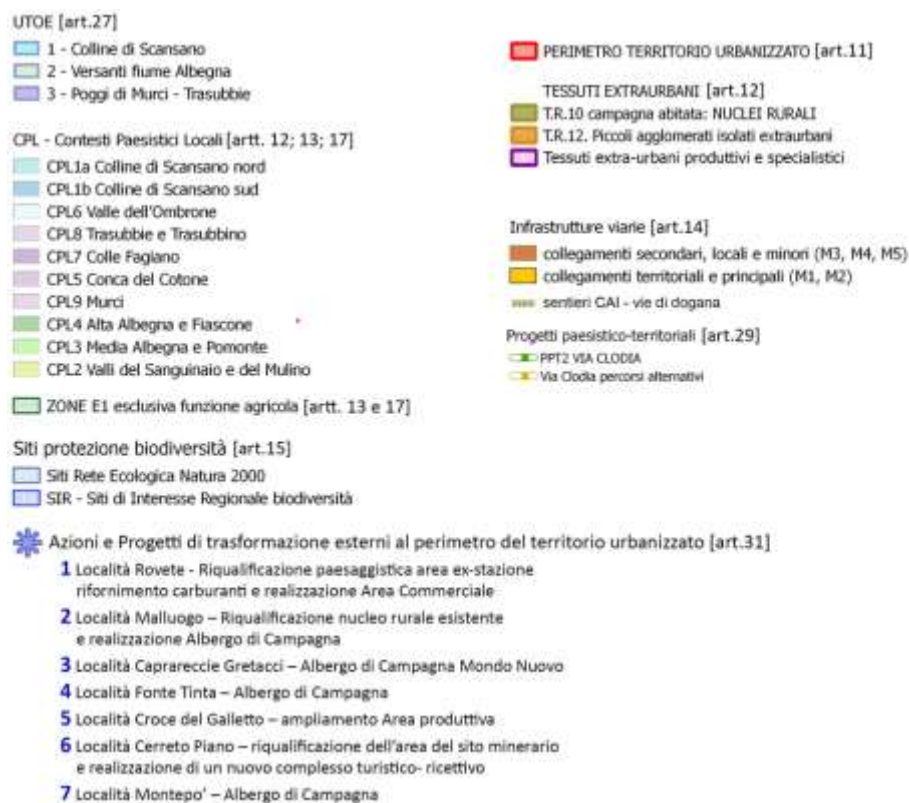 UTOE [art.27]
1 - Colline di Scansano
2 - Versanti fiume Albegna
3 - Poggi di Murci - Trasubbie
CPL - Contesti Paesistici Locali [artt. 12; 13; 17]
CPL1a Colline di Scansano nord
CPL1b Colline di Scansano sud
CPL6 Valle dell'Ombrone
CPL8 Trasubbie e Trasubbino
CPL7 Colle Fagiano
CPL5 Conca del Cotone
CPL9 Murci
CPL4 Alta Albegna e Fiascone
CPL3 Media Albegna e Pomonte
CPL2 Valli del Sanguinaio e del Mulino
ZONE E1 esclusiva funzione agricola [artt. 13 e 17]
Siti protezione biodiversità [art.15]
Siti Rete Ecologica Natura 2000
SIR - Siti di Interesse Regionale biodiversità
PERIMETRO TERRITORIO URBANIZZATO [art.11]
TESSUTI EXTRAURBANI [art.12]
T.R.10 campagna abitata: NUCLEI RURALI
T.R.12. Piccoli agglomerati isolati extraurbani
Tessuti extra-urbani produttivi e specialistici
Infrastrutture viarie [art.14]
collegamenti secondari, locali e minori (M3, M4, M5)
collegamenti territoriali e principali (M1, M2)
sentieri CAI - vie di dogana
Progetti paesistico-territoriali [art.29]
PPT2 VIA CLODIA
Via Clodia percorsi alternativi
Azioni e Progetti di trasformazione esterni al perimetro del territorio urbanizzato [art.31]
1 Località Rovete - Riqualificazione paesaggistica area ex-stazione
rifornimento carburanti e realizzazione Area Commerciale
2 Località Malluogo – Riqualificazione nucleo rurale esistente
e realizzazione Albergo di Campagna
3 Località Caprareccie Gretacci – Albergo di Campagna Mondo Nuovo
4 Località Fonte Tinta – Albergo di Campagna
5 Località Croce del Galletto – ampliamento Area produttiva
6 Località Cerreto Piano – riqualificazione dell'area del sito minerario
e realizzazione di un nuovo complesso turistico- ricettivo
7 Località Montepo' – Albergo di Campagna